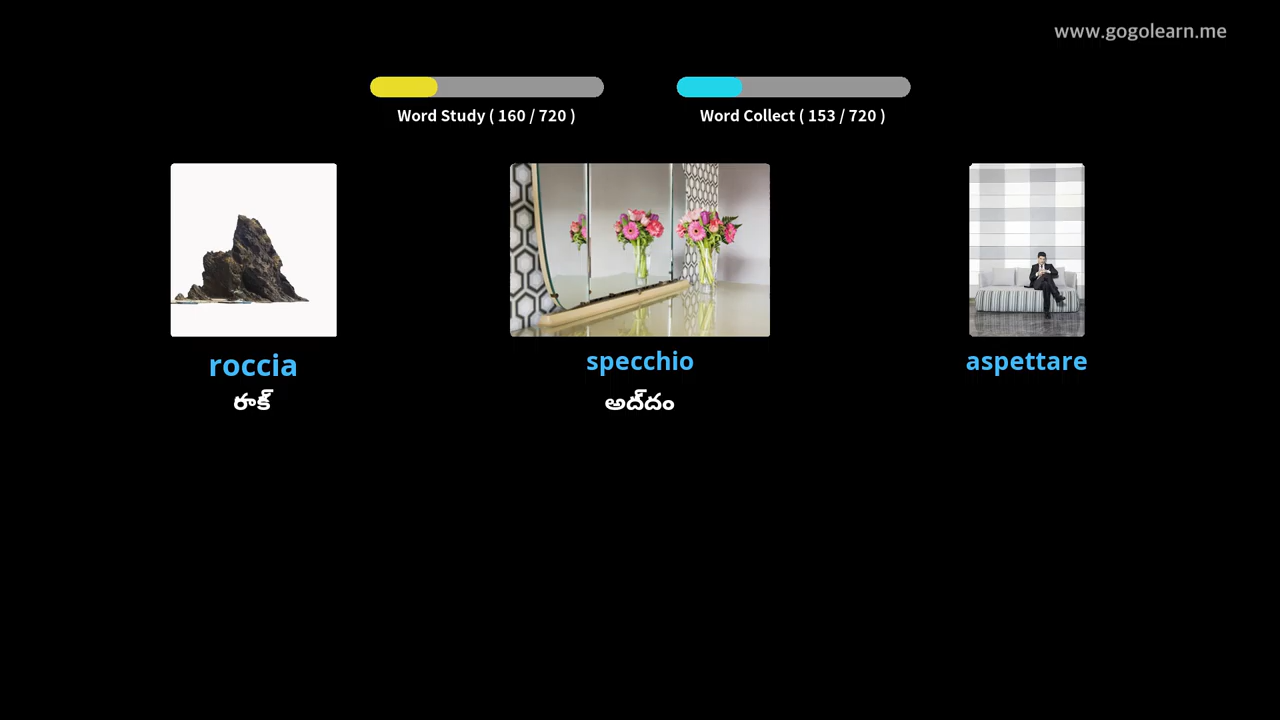 www.gogolearn.me
Word Study ( 160 / 720 )
Word Collect ( 153 / 720 )
roccia
specchio
aspettare
రాక్
అద్దం